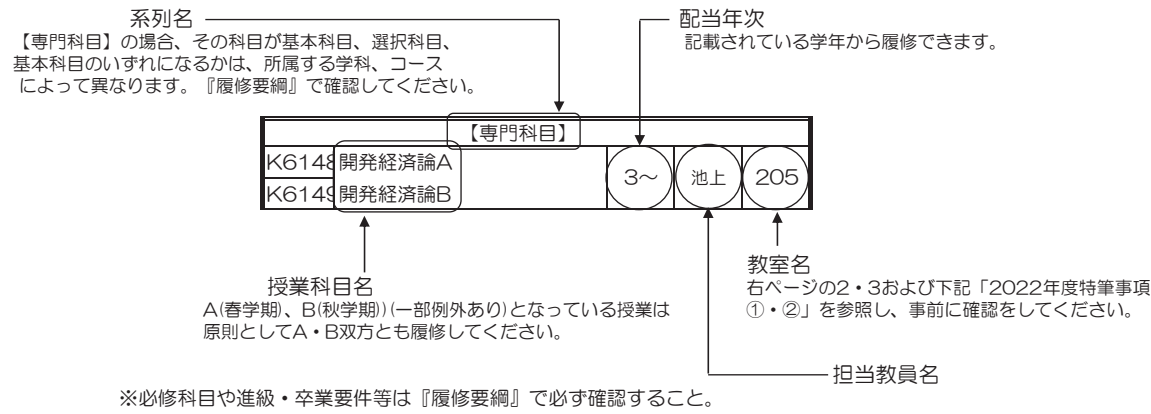 系列名
【専門科目】の場合、その科目が基本科目、選択科目、
基本科目のいずれになるかは、所属する学科、コース
によって異なります。『履修要綱』で確認してください。
配当年次
記載されている学年から履修できます。
【専門科目】
K6148 開発経済論A
K6149 開発経済論B
3～ 池上 205
授業科目名
A(春学期)、B(秋学期))(一部例外あり)となっている授業は
原則としてA・B双方とも履修してください。
教室名
右ページの2・3および下記「2022年度特筆事項
①・②」を参照し、事前に確認をしてください。
担当教員名
※必修科目や進級・卒業要件等は『履修要綱』で必ず確認すること。